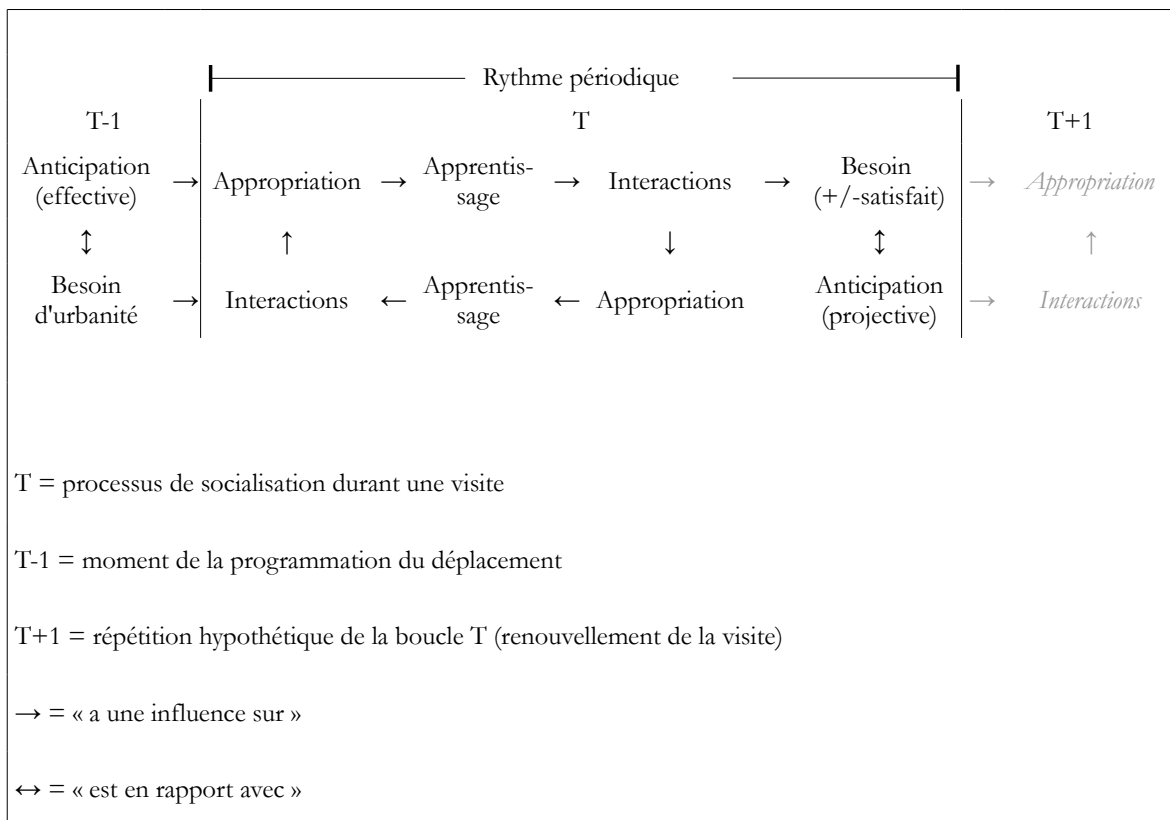 Rythme périodique
T-1 T T+1
Anticipation (effective) → Appropriation → Apprentis-sage → Interactions → Besoin (+/-satisfait) → Appropriation
↕ ↑ ↓ ↕ ↑
Besoin d'urbanité → Interactions ← Apprentis-sage ← Appropriation Anticipation (projective) → Interactions
T = processus de socialisation durant une visite
T-1 = moment de la programmation du déplacement
T+1 = répétition hypothétique de la boucle T (renouvellement de la visite)
→ = « a une influence sur »
↔ = « est en rapport avec »